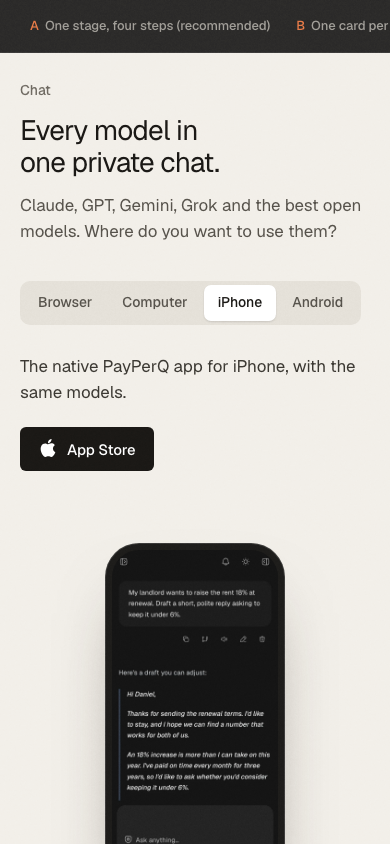 A One stage, four steps (recommended) B One card per
Chat
Every model in
one private chat.
Claude, GPT, Gemini, Grok and the best open
models. Where do you want to use them?
Browser Computer iPhone Android
The native PayPerQ app for iPhone, with the
same models.
App Store
My landlord wants to raise the rent 18% at
renewal. Draft a short, polite reply asking to
keep it under 6%.
Here's a draft you can adjust:
Hi Daniel,
Thanks for sending the renewal terms. I'd like
to stay, and I hope we can find a number that
works for both of us.
An 18% increase is more than I can take on this
year. I've paid on time every month for three
years, so I'd like to ask whether you'd consider
keeping it under 6%.
Ask anything...